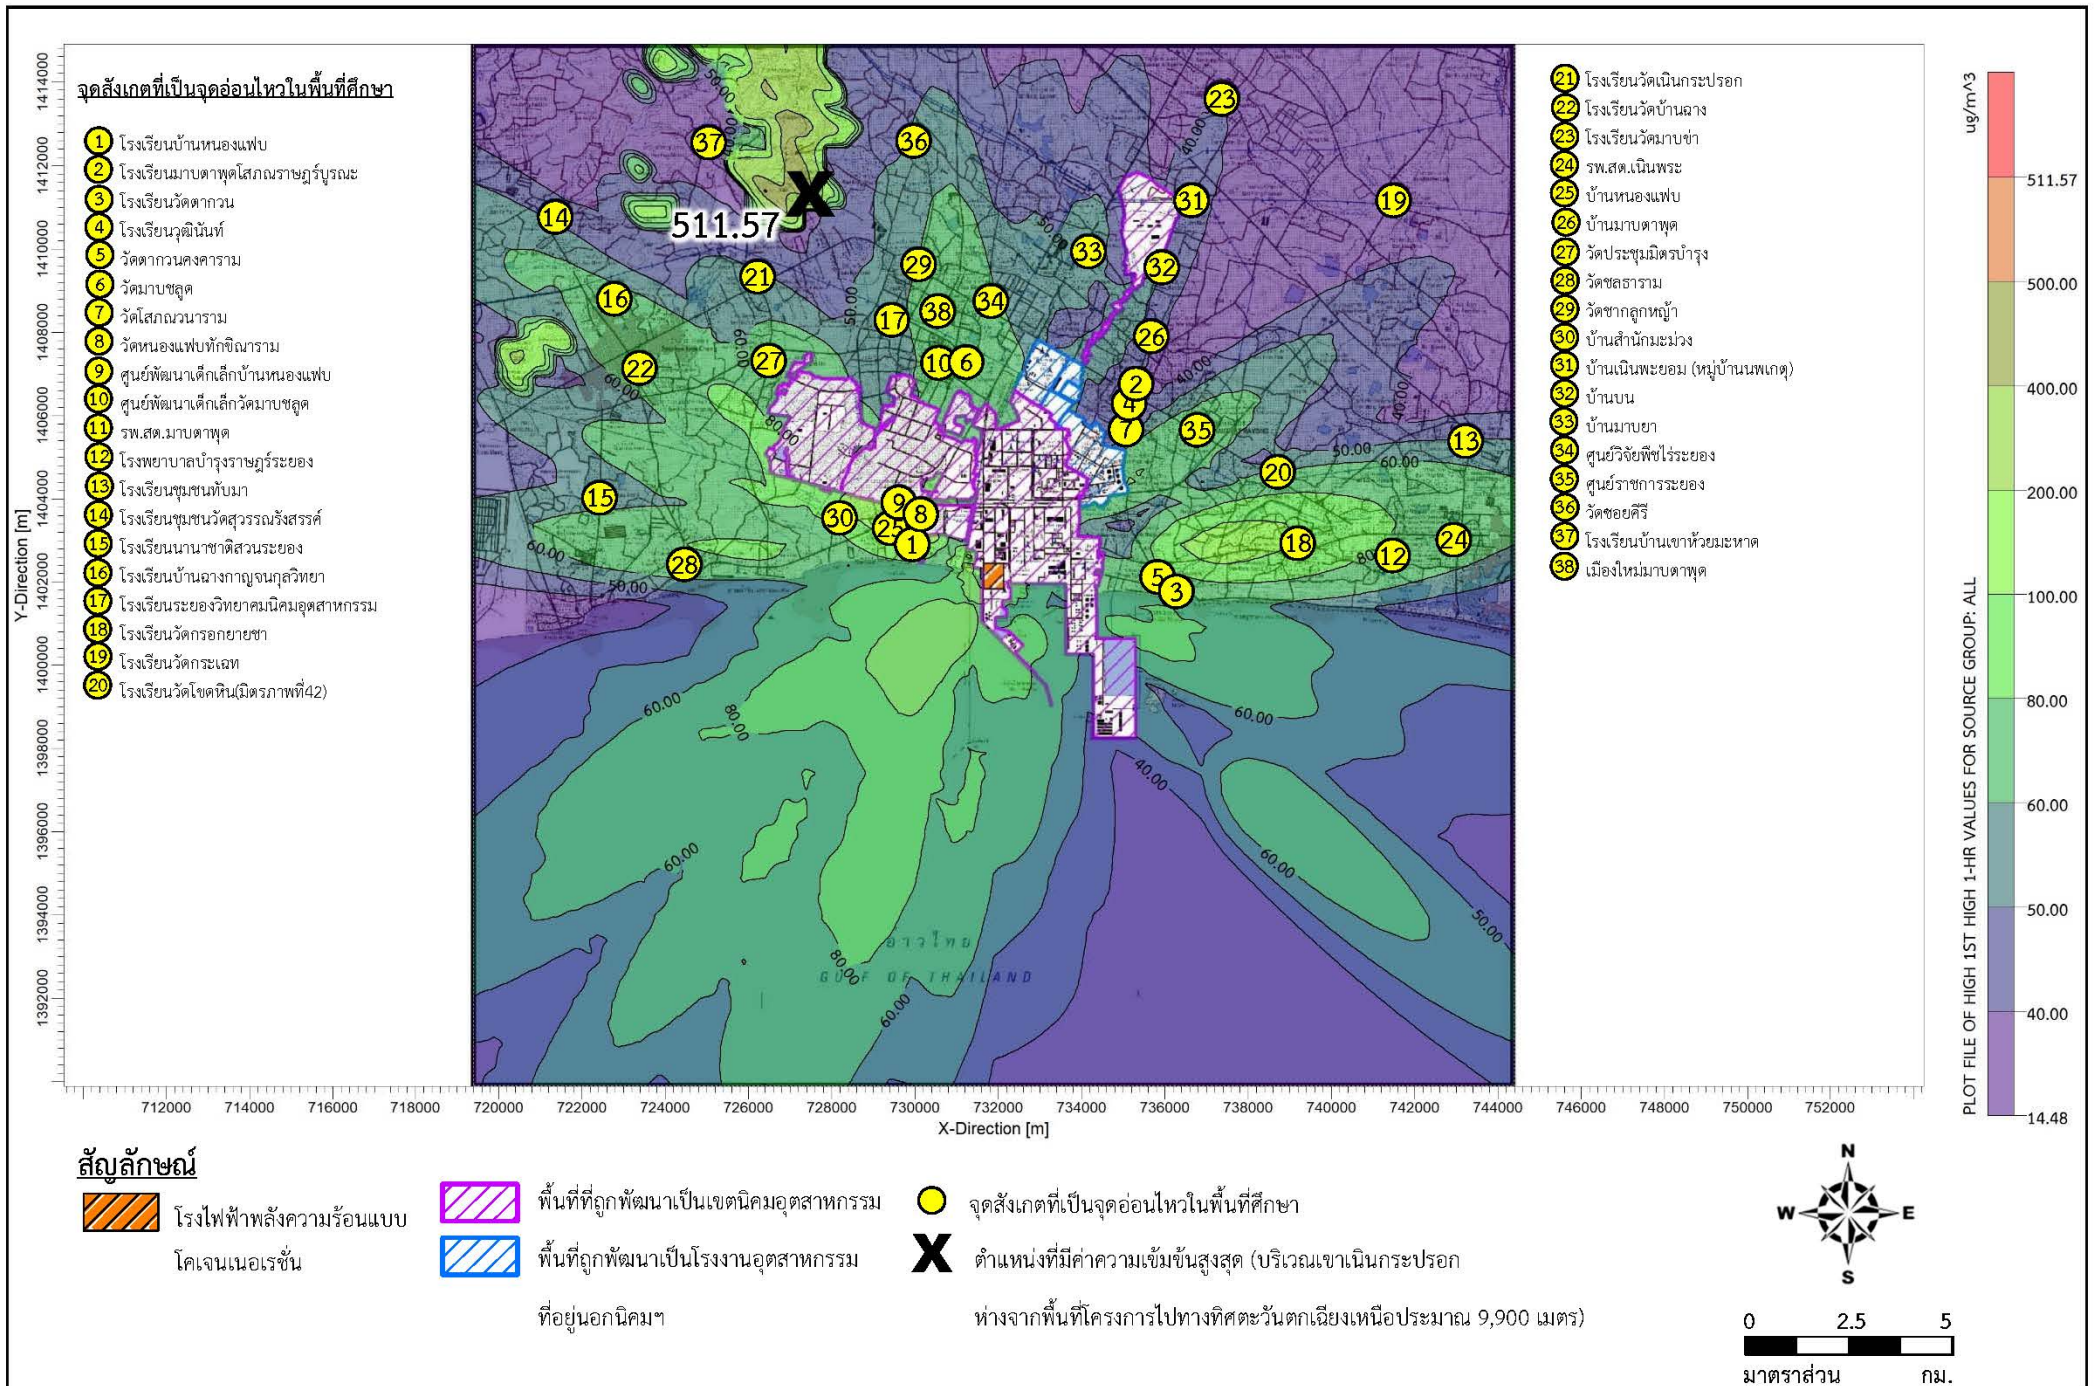 จุดสังเกตที่เป็นจุดอ่อนไหวในพื้นที่ศึกษา
1 โรงเรียนบ้านหนองแฟบ
2 โรงเรียนมาบตาพุดโสภณราษฎร์บูรณะ
3 โรงเรียนวัดตากวน
4 โรงเรียนวุฒินันท์
5 วัดตากวนคงคาราม
6 วัดมาบชลูด
7 วัดโสภณวนาราม
8 วัดหนองแฟบทักขิณาราม
9 ศูนย์พัฒนาเด็กเล็กบ้านหนองแฟบ
10 ศูนย์พัฒนาเด็กเล็กวัดมาบชลูด
11 รพ.สต.มาบตาพุด
12 โรงพยาบาลบำรุงราษฎร์ระยอง
13 โรงเรียนชุมชนทับมา
14 โรงเรียนชุมชนวัดสุวรรณรังสรรค์
15 โรงเรียนนานาชาติสวนระยอง
16 โรงเรียนบ้านฉางกาญจนกุลวิทยา
17 โรงเรียนระยองวิทยาคมนิคมอุตสาหกรรม
18 โรงเรียนวัดกรอกยายชา
19 โรงเรียนวัดกระเฉท
20 โรงเรียนวัดโขดหิน(มิตรภาพที่42)
21 โรงเรียนวัดเนินกระปรอก
22 โรงเรียนวัดบ้านฉาง
23 โรงเรียนวัดมาบข่า
24 รพ.สต.เนินพระ
25 บ้านหนองแฟบ
26 บ้านมาบตาพุด
27 วัดประชุมมิตรบำรุง
28 วัดชลธาราม
29 วัดชากลูกหญ้า
30 บ้านสำนักมะม่วง
31 บ้านเนินพะยอม (หมู่บ้านนพเกตุ)
32 บ้านบน
33 บ้านมาบยา
34 ศูนย์วิจัยพืชไร่ระยอง
35 ศูนย์ราชการระยอง
36 วัดซอยคีรี
37 โรงเรียนบ้านเขาห้วยมะหาด
38 เมืองใหม่มาบตาพุด
511.57
X
อ่าวไทย
GULF OF THAILAND
Y-Direction [m]
1414000
1412000
1410000
1408000
1406000
1404000
1402000
1400000
1398000
1396000
1394000
1392000
712000 714000 716000 718000 720000 722000 724000 726000 728000 730000 732000 734000 736000 738000 740000 742000 744000 746000 748000 750000 752000
X-Direction [m]
PLOT FILE OF HIGH 1ST HIGH 1-HR VALUES FOR SOURCE GROUP: ALL
ug/m^3
511.57
500.00
400.00
200.00
100.00
80.00
60.00
50.00
40.00
14.48
สัญลักษณ์
โรงไฟฟ้าพลังความร้อนแบบ
โคเจนเนอเรชั่น
พื้นที่ที่ถูกพัฒนาเป็นเขตนิคมอุตสาหกรรม
พื้นที่ถูกพัฒนาเป็นโรงงานอุตสาหกรรม
ที่อยู่นอกนิคมฯ
จุดสังเกตที่เป็นจุดอ่อนไหวในพื้นที่ศึกษา
X ตำแหน่งที่มีค่าความเข้มข้นสูงสุด (บริเวณเขาเนินกระปรอก
ห่างจากพื้นที่โครงการไปทางทิศตะวันตกเฉียงเหนือประมาณ 9,900 เมตร)
N
W E
S
0 2.5 5
มาตราส่วน กม.